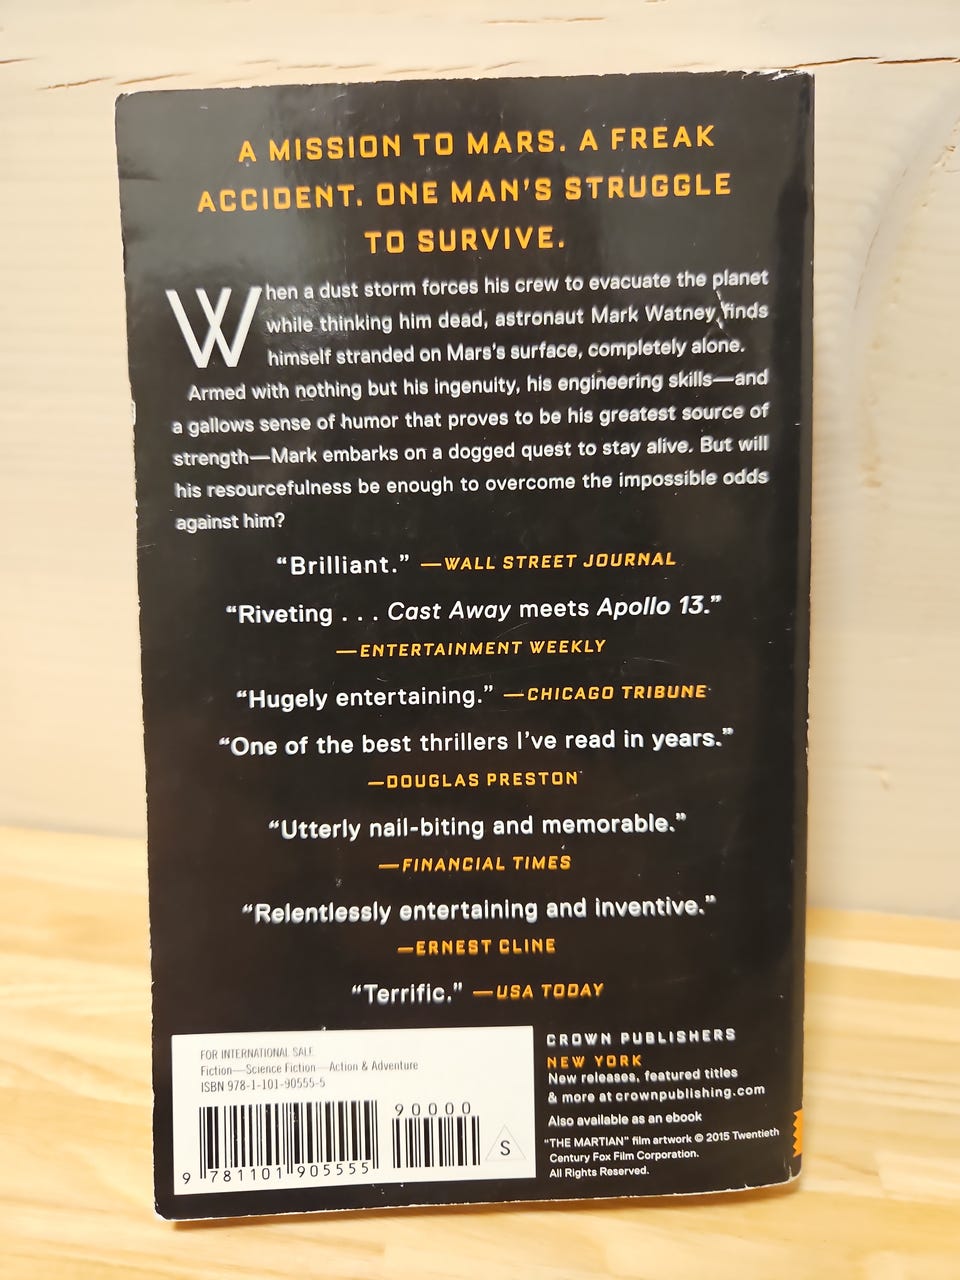 A MISSION TO MARS. A FREAK
ACCIDENT. ONE MAN'S STRUGGLE
TO SURVIVE.
When a dust storm forces his crew to evacuate the planet
while thinking him dead, astronaut Mark Watney finds
himself stranded on Mars's surface, completely alone.
Armed with nothing but his ingenuity, his engineering skills—and
a gallows sense of humor that proves to be his greatest source of
strength—Mark embarks on a dogged quest to stay alive. But will
his resourcefulness be enough to overcome the impossible odds
against him?
“Brilliant.” —WALL STREET JOURNAL
“Riveting . . . Cast Away meets Apollo 13.”
—ENTERTAINMENT WEEKLY
“Hugely entertaining.” —CHICAGO TRIBUNE
“One of the best thrillers I've read in years.”
—DOUGLAS PRESTON
“Utterly nail-biting and memorable.”
—FINANCIAL TIMES
“Relentlessly entertaining and inventive.”
—ERNEST CLINE
“Terrific.” —USA TODAY
FOR INTERNATIONAL SALE
Fiction—Science Fiction—Action & Adventure
ISBN 978-1-101-90555-5
90000
9 781101 905555
S
CROWN PUBLISHERS
NEW YORK
New releases, featured titles
& more at crownpublishing.com
Also available as an ebook
"THE MARTIAN" film artwork © 2015 Twentieth
Century Fox Film Corporation.
All Rights Reserved.